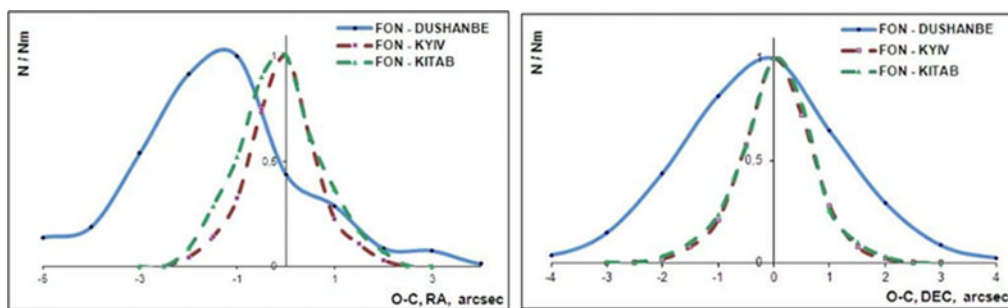 N / Nm
FON - DUSHANBE
FON - KYIV
FON - KITAB
1
0,5
0
-5
-3
-1
1
3
O-C, RA, arcsec
N / Nm
FON - DUSHANBE
FON - KYIV
FON - KITAB
1
0,5
0
-4
-3
-2
-1
0
1
2
3
4
O-C, DEC, arcsec